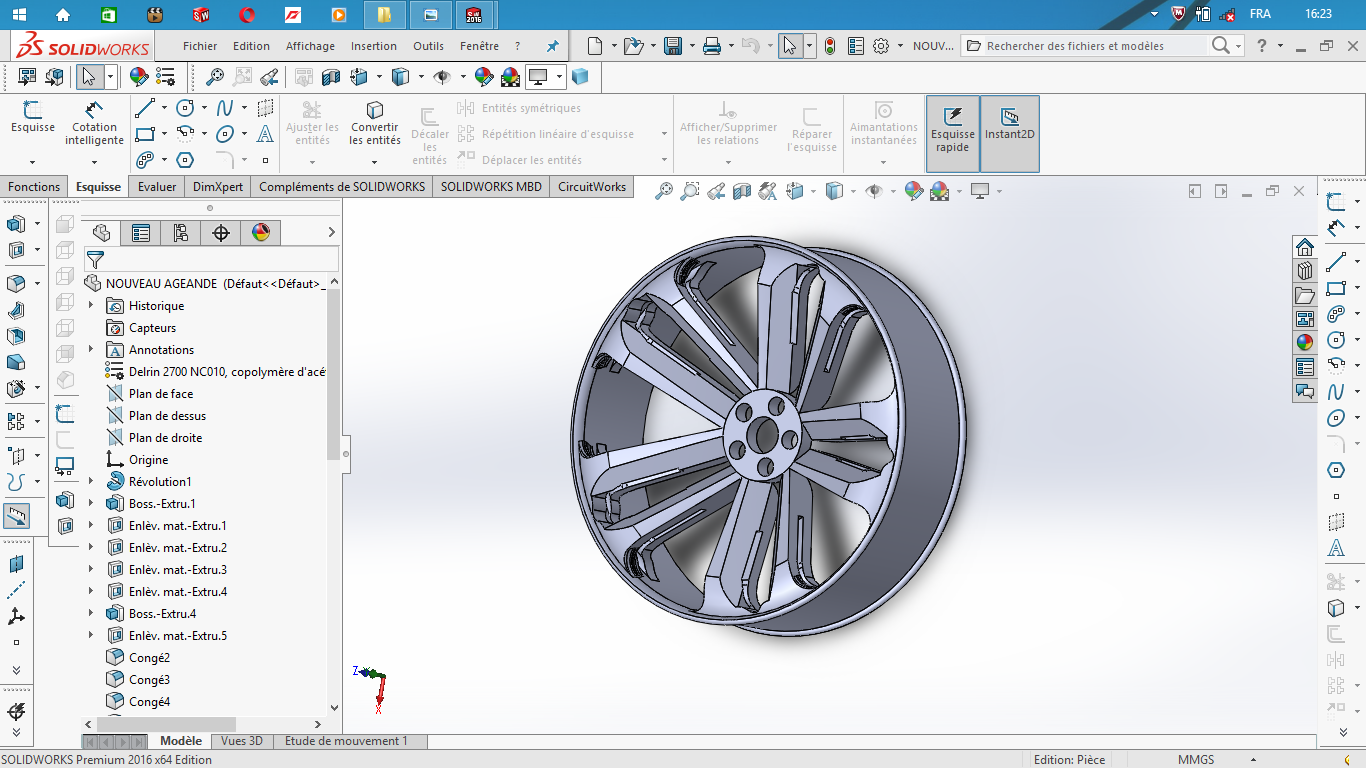 FRA
16:23
SW
2016
SOLIDWORKS
Fichier Edition Affichage Insertion Outils Fenêtre ?
NOUV...
Rechercher des fichiers et modèles
?
Esquisse
Cotation
intelligente
Ajuster les
entités
Convertir
les entités
Décaler
les
entités
Entités symétriques
Répétition linéaire d'esquisse
Déplacer les entités
Afficher/Supprimer
les relations
Réparer
l'esquisse
Aimantations
instantanées
Esquisse
rapide
Instant2D
Fonctions Esquisse Evaluer DimXpert Compléments de SOLIDWORKS SOLIDWORKS MBD CircuitWorks
NOUVEAU AGEANDE (Défaut<<Défaut>_
Historique
Capteurs
Annotations
Delrin 2700 NC010, copolymère d'acé
Plan de face
Plan de dessus
Plan de droite
Origine
Révolution1
Boss.-Extru.1
Enlèv. mat.-Extru.1
Enlèv. mat.-Extru.2
Enlèv. mat.-Extru.3
Enlèv. mat.-Extru.4
Boss.-Extru.4
Enlèv. mat.-Extru.5
Congé2
Congé3
Congé4
Z
X
Modèle Vues 3D Etude de mouvement 1
SOLIDWORKS Premium 2016 x64 Edition
Edition: Pièce
MMGS